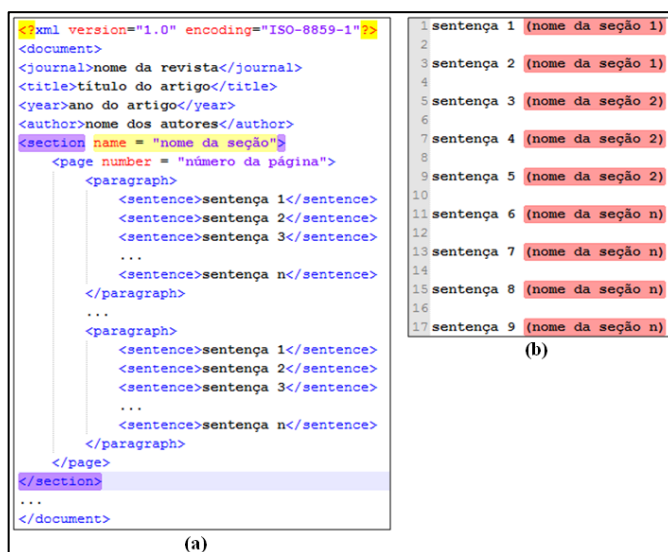 <?xml version="1.0" encoding="ISO-8859-1"?>
<document>
<journal>nome da revista</journal>
<title>título do artigo</title>
<year>ano do artigo</year>
<author>nome dos autores</author>
<section name = "nome da seção">
<page number = "número da página">
<paragraph>
<sentence>sentença 1</sentence>
<sentence>sentença 2</sentence>
<sentence>sentença 3</sentence>
...
<sentence>sentença n</sentence>
</paragraph>
...
<paragraph>
<sentence>sentença 1</sentence>
<sentence>sentença 2</sentence>
<sentence>sentença 3</sentence>
...
<sentence>sentença n</sentence>
</paragraph>
</page>
</section>
...
</document>
(a)
1 sentença 1 (nome da seção 1)
2
3 sentença 2 (nome da seção 1)
4
5 sentença 3 (nome da seção 2)
6
7 sentença 4 (nome da seção 2)
8
9 sentença 5 (nome da seção 2)
10
11 sentença 6 (nome da seção n)
12
13 sentença 7 (nome da seção n)
14
15 sentença 8 (nome da seção n)
16
17 sentença 9 (nome da seção n)
(b)